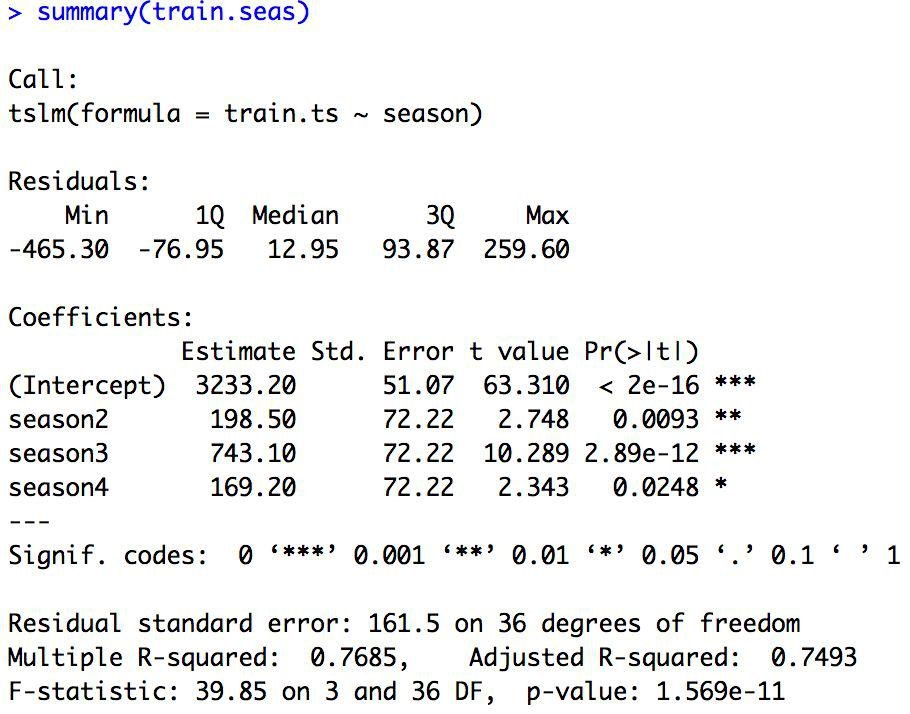 > summary(train.seas)
Call:
tslm(formula = train.ts ~ season)
Residuals:
Min 1Q Median 3Q Max
-465.30 -76.95 12.95 93.87 259.60
Coefficients:
Estimate Std. Error t value Pr(>|t|)
(Intercept) 3233.20 51.07 63.310 < 2e-16 ***
season2 198.50 72.22 2.748 0.0093 **
season3 743.10 72.22 10.289 2.89e-12 ***
season4 169.20 72.22 2.343 0.0248 *
---
Signif. codes: 0 ‘***’ 0.001 ‘**’ 0.01 ‘*’ 0.05 ‘.’ 0.1 ‘ ’ 1
Residual standard error: 161.5 on 36 degrees of freedom
Multiple R-squared: 0.7685, Adjusted R-squared: 0.7493
F-statistic: 39.85 on 3 and 36 DF, p-value: 1.569e-11